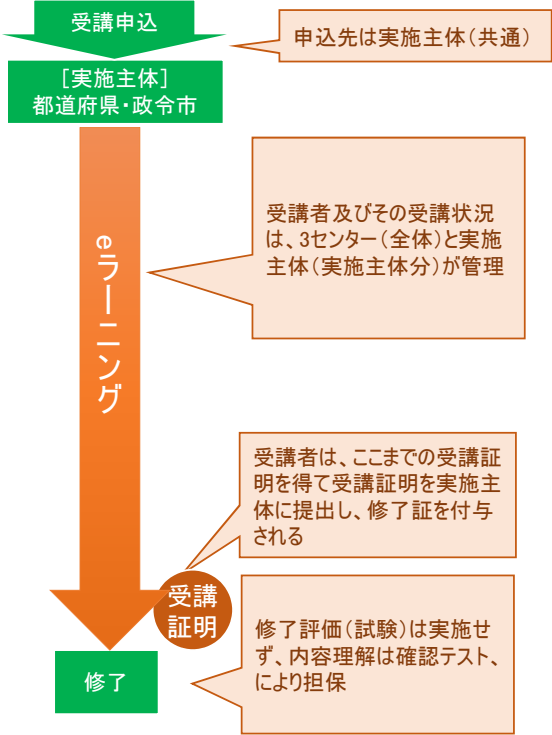 受講申込
申込先は実施主体（共通）
［実施主体］
都道府県・政令市
受講者及びその受講状況
は、3センター（全体）と実施
主体（実施主体分）が管理
eラーニング
受講者は、ここまでの受講証
明を得て受講証明を実施主
体に提出し、修了証を付与
される
受講
証明
修了評価（試験）は実施せ
ず、内容理解は確認テスト、
により担保
修了